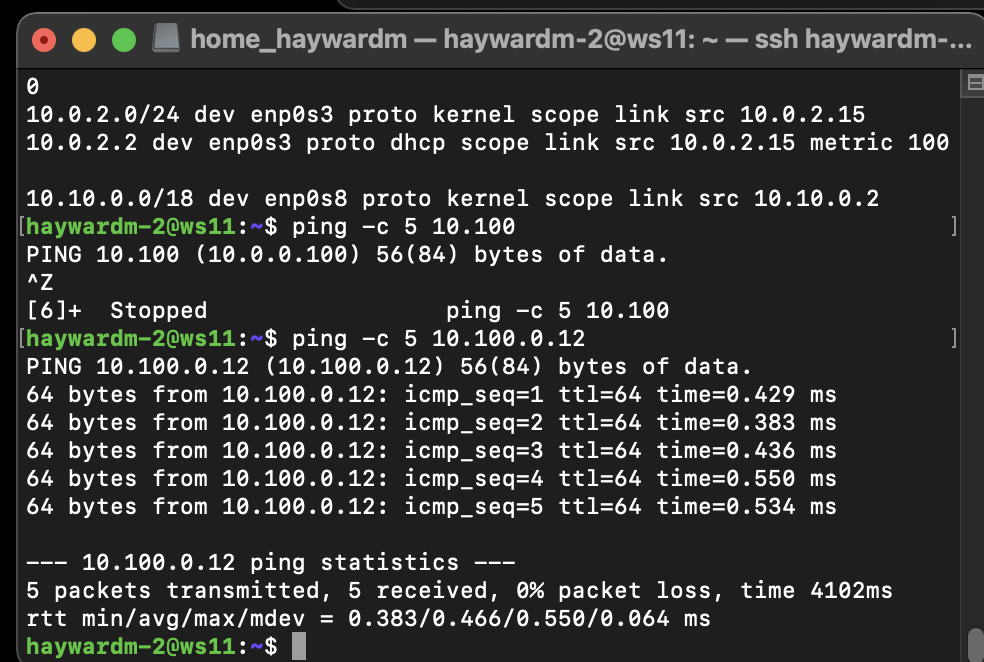 home_haywardm — haywardm-2@ws11: ~ — ssh haywardm-...
0
10.0.2.0/24 dev enp0s3 proto kernel scope link src 10.0.2.15
10.0.2.2 dev enp0s3 proto dhcp scope link src 10.0.2.15 metric 100
10.10.0.0/18 dev enp0s8 proto kernel scope link src 10.10.0.2
[haywardm-2@ws11:~$ ping -c 5 10.100 ]
PING 10.100 (10.0.0.100) 56(84) bytes of data.
^Z
[6]+  Stopped                 ping -c 5 10.100
[haywardm-2@ws11:~$ ping -c 5 10.100.0.12 ]
PING 10.100.0.12 (10.100.0.12) 56(84) bytes of data.
64 bytes from 10.100.0.12: icmp_seq=1 ttl=64 time=0.429 ms
64 bytes from 10.100.0.12: icmp_seq=2 ttl=64 time=0.383 ms
64 bytes from 10.100.0.12: icmp_seq=3 ttl=64 time=0.436 ms
64 bytes from 10.100.0.12: icmp_seq=4 ttl=64 time=0.550 ms
64 bytes from 10.100.0.12: icmp_seq=5 ttl=64 time=0.534 ms
--- 10.100.0.12 ping statistics ---
5 packets transmitted, 5 received, 0% packet loss, time 4102ms
rtt min/avg/max/mdev = 0.383/0.466/0.550/0.064 ms
haywardm-2@ws11:~$